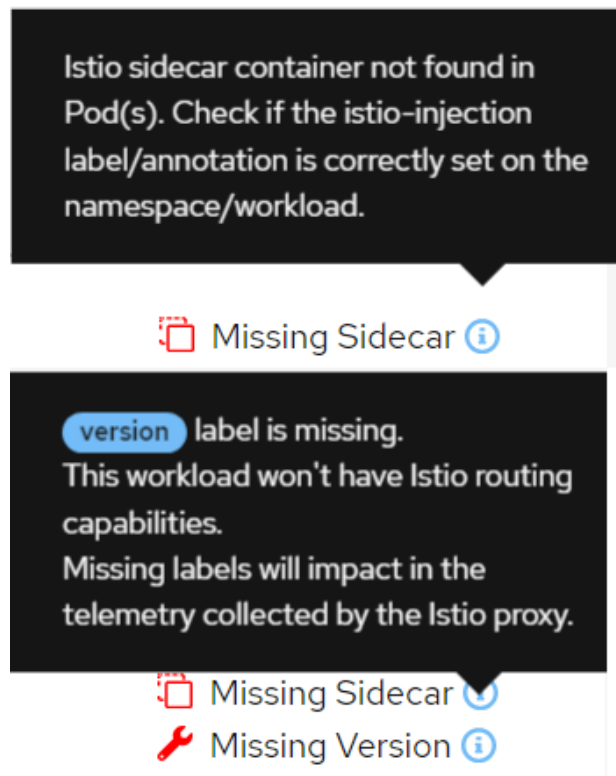 Istio sidecar container not found in
Pod(s). Check if the istio-injection
label/annotation is correctly set on the
namespace/workload.
Missing Sidecar
version label is missing.
This workload won't have Istio routing
capabilities.
Missing labels will impact in the
telemetry collected by the Istio proxy.
Missing Sidecar
Missing Version